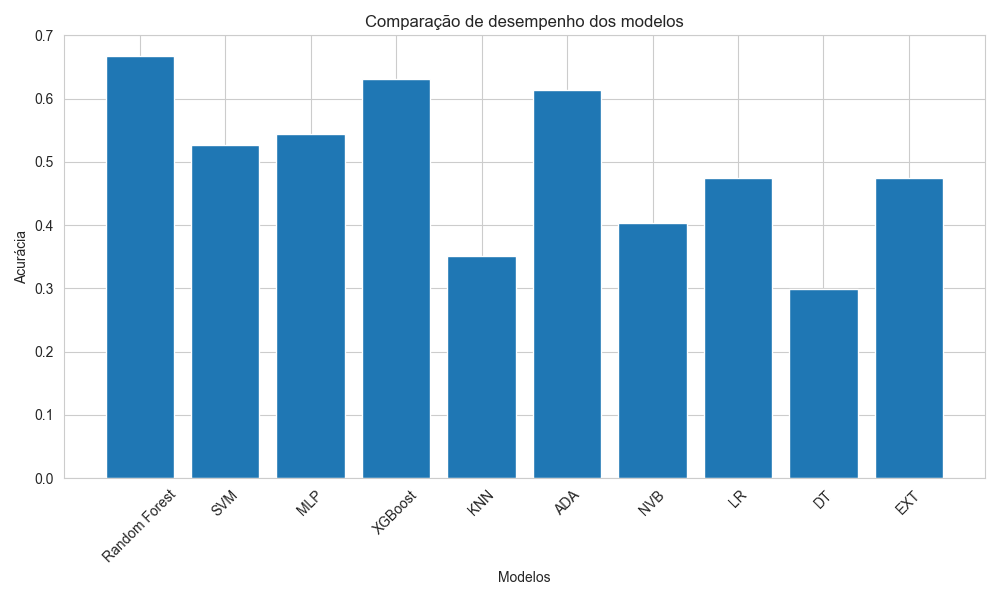 Comparação de desempenho dos modelos
0.7
0.6
0.5
0.4
0.3
0.2
0.1
0.0
Acurácia
Random Forest
SVM
MLP
XGBoost
KNN
ADA
NVB
LR
DT
EXT
Modelos